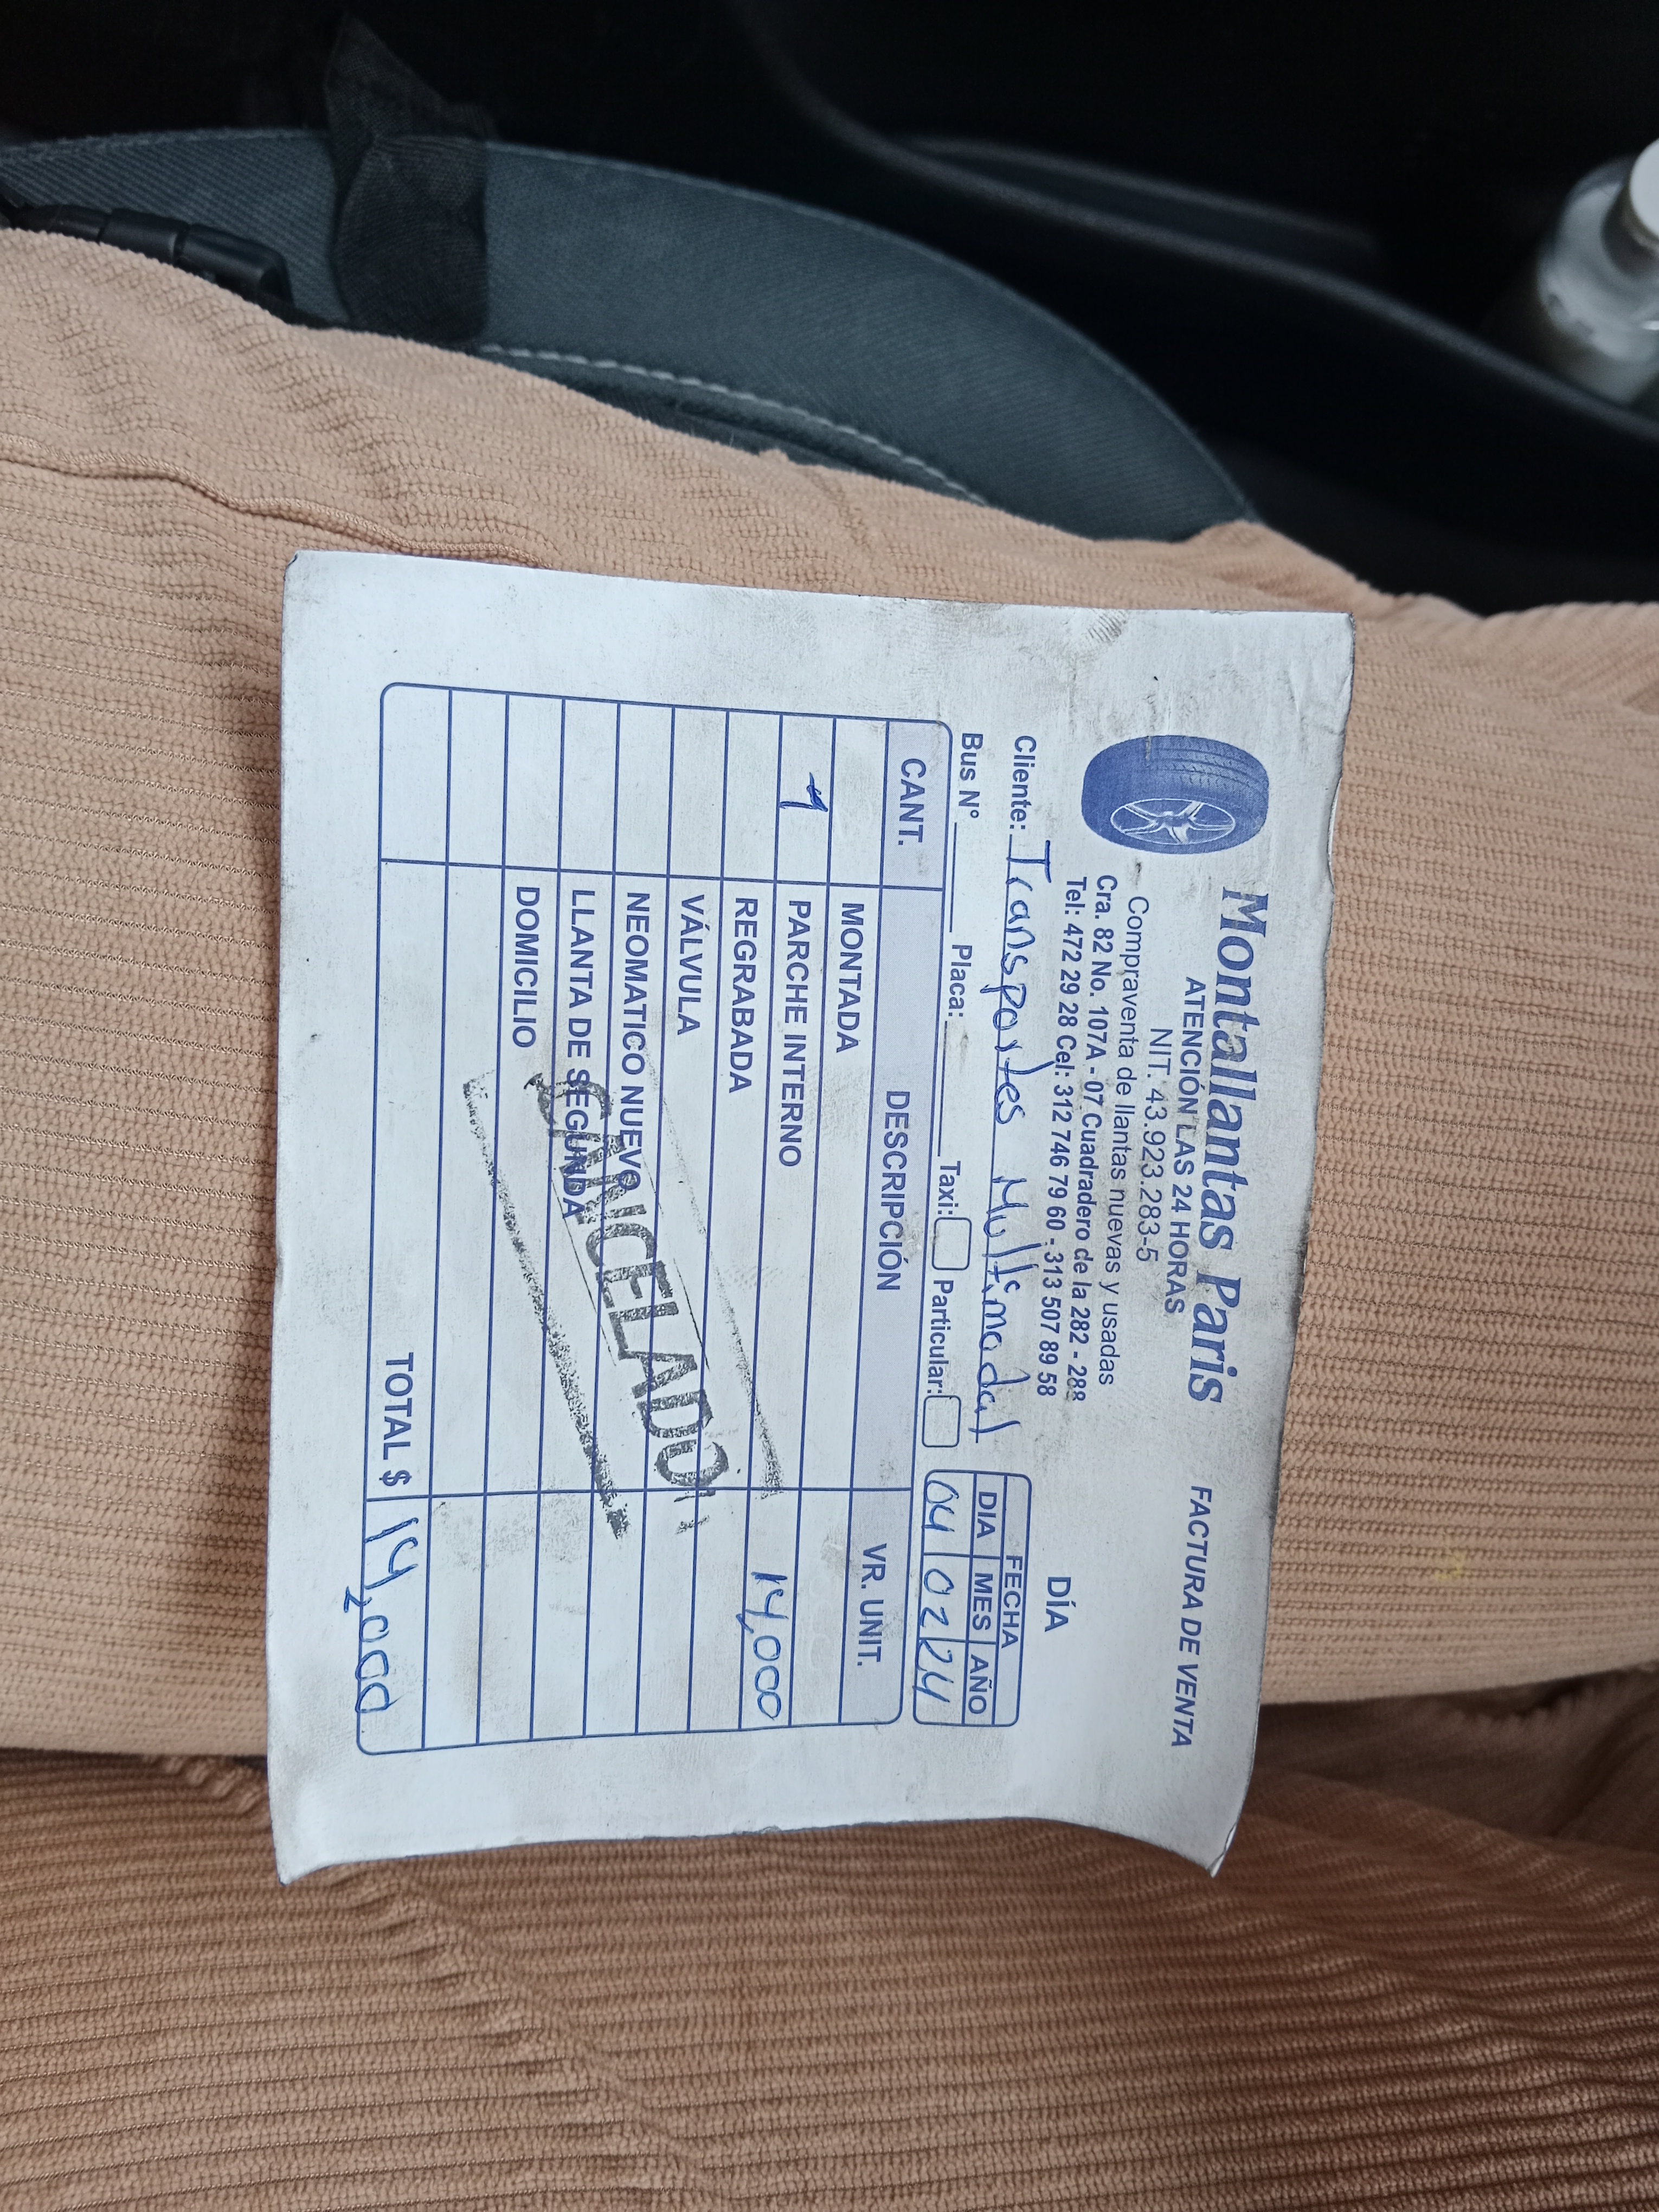 Montallantas Paris
FACTURA DE VENTA
ATENCIÓN LAS 24 HORAS
NIT. 43.923.283-5
Compraventa de llantas nuevas y usadas
Cra. 82 No. 107A - 07 Cuadradero de la 282 - 288
Tel: 472 29 28 Cel: 312 746 79 60 - 313 507 89 58
DÍA
FECHA
DIA MES AÑO
04 02 24
Cliente: Transportes Multimodal
Bus Nº Placa: Taxi: Particular:
CANT. DESCRIPCIÓN VR. UNIT.
MONTADA
1 PARCHE INTERNO 14,000
REGRABADA
VÁLVULA
NEOMATICO NUEVO
LLANTA DE SEGUNDA
DOMICILIO
CANCELADO
TOTAL $ 14,000